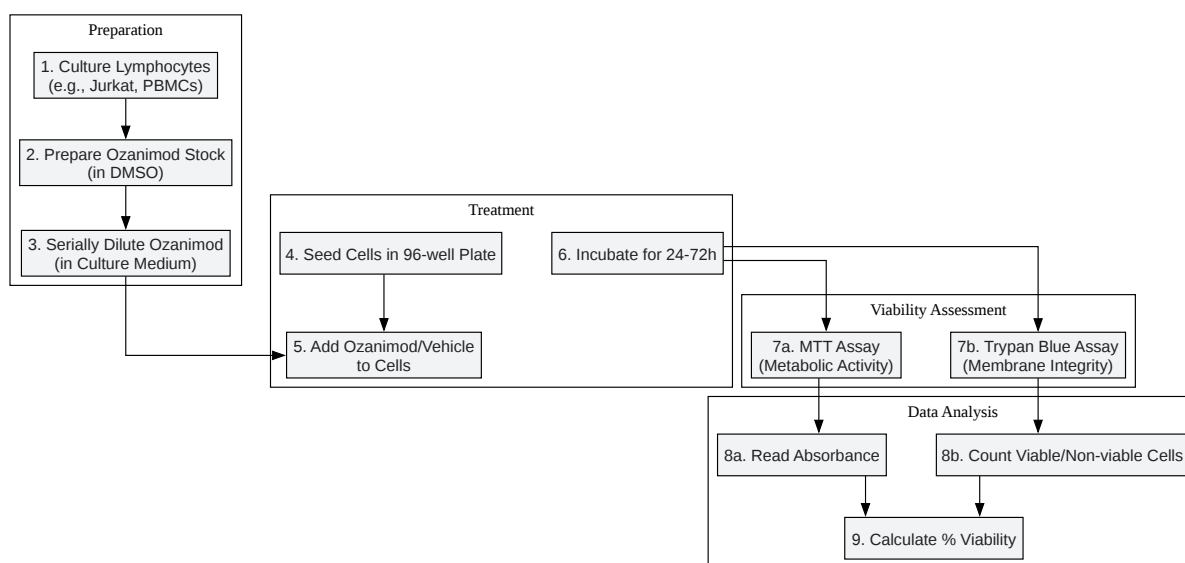 Preparation
1. Culture Lymphocytes
(e.g., Jurkat, PBMCs)
2. Prepare Ozanimod Stock
(in DMSO)
3. Serially Dilute Ozanimod
(in Culture Medium)
Treatment
4. Seed Cells in 96-well Plate
5. Add Ozanimod/Vehicle
to Cells
6. Incubate for 24-72h
Viability Assessment
7a. MTT Assay
(Metabolic Activity)
7b. Trypan Blue Assay
(Membrane Integrity)
Data Analysis
8a. Read Absorbance
8b. Count Viable/Non-viable Cells
9. Calculate % Viability